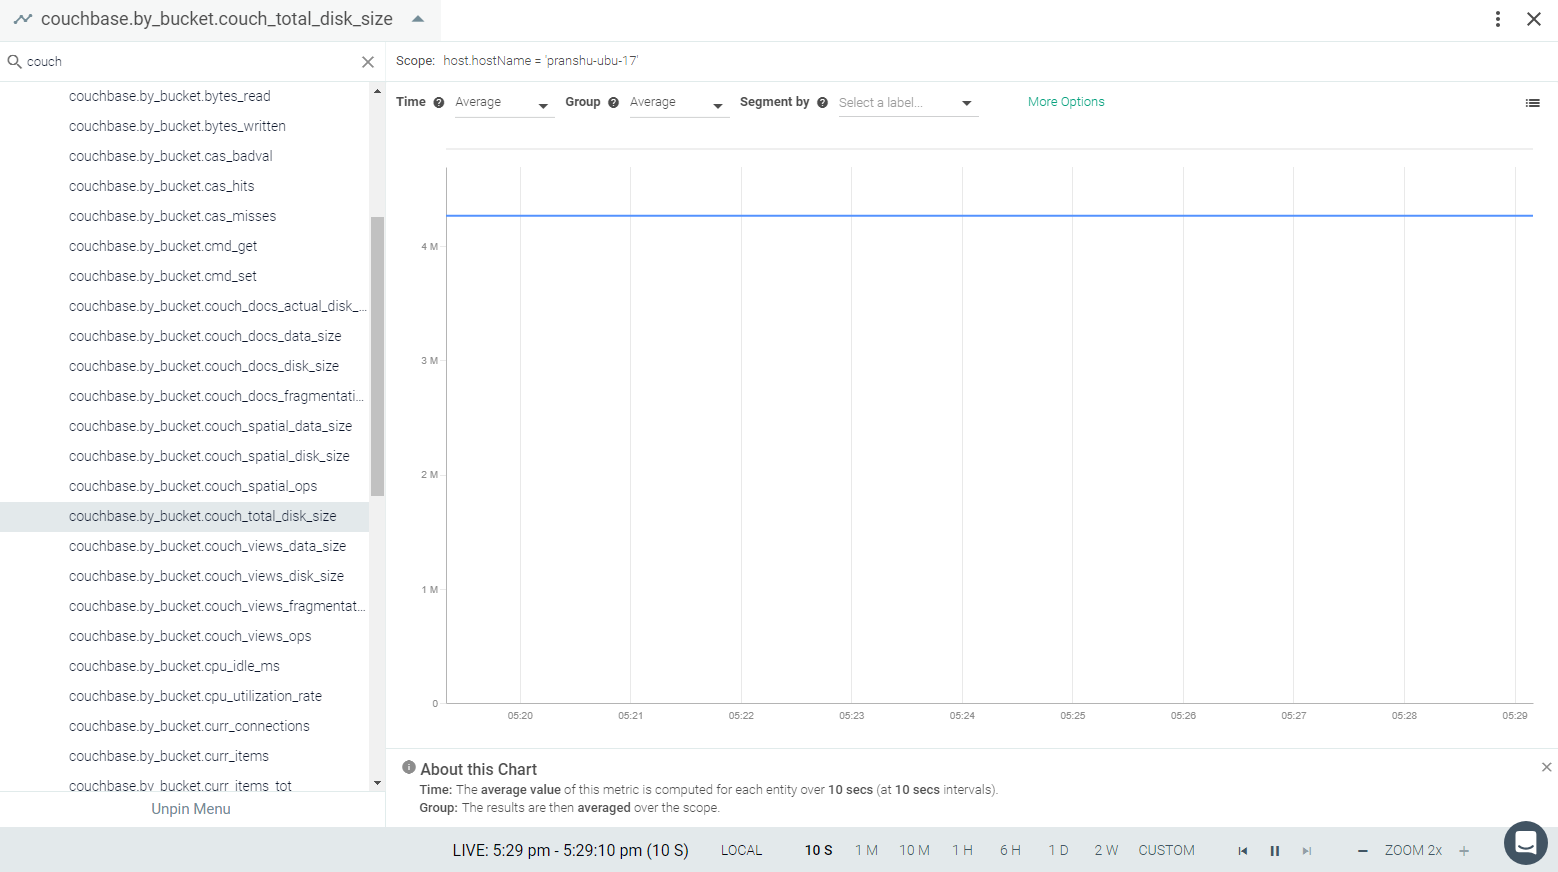 couchbase.by_bucket.couch_total_disk_size
couch
Scope: host.hostName = 'pranshu-ubu-17'
couchbase.by_bucket.bytes_read
couchbase.by_bucket.bytes_written
couchbase.by_bucket.cas_badval
couchbase.by_bucket.cas_hits
couchbase.by_bucket.cas_misses
couchbase.by_bucket.cmd_get
couchbase.by_bucket.cmd_set
couchbase.by_bucket.couch_docs_actual_disk_...
couchbase.by_bucket.couch_docs_data_size
couchbase.by_bucket.couch_docs_disk_size
couchbase.by_bucket.couch_docs_fragmentati...
couchbase.by_bucket.couch_spatial_data_size
couchbase.by_bucket.couch_spatial_disk_size
couchbase.by_bucket.couch_spatial_ops
couchbase.by_bucket.couch_total_disk_size
couchbase.by_bucket.couch_views_data_size
couchbase.by_bucket.couch_views_disk_size
couchbase.by_bucket.couch_views_fragmentat...
couchbase.by_bucket.couch_views_ops
couchbase.by_bucket.cpu_idle_ms
couchbase.by_bucket.cpu_utilization_rate
couchbase.by_bucket.curr_connections
couchbase.by_bucket.curr_items
couchbase.by_bucket.curr_items_tot
Unpin Menu
Time ? Average Group ? Average Segment by ? Select a label... More Options
4 M
3 M
2 M
1 M
0
05:20 05:21 05:22 05:23 05:24 05:25 05:26 05:27 05:28 05:29
About this Chart
Time: The average value of this metric is computed for each entity over 10 secs (at 10 secs intervals).
Group: The results are then averaged over the scope.
LIVE: 5:29 pm - 5:29:10 pm (10 S) LOCAL 10 S 1 M 10 M 1 H 6 H 1 D 2 W CUSTOM ZOOM 2x